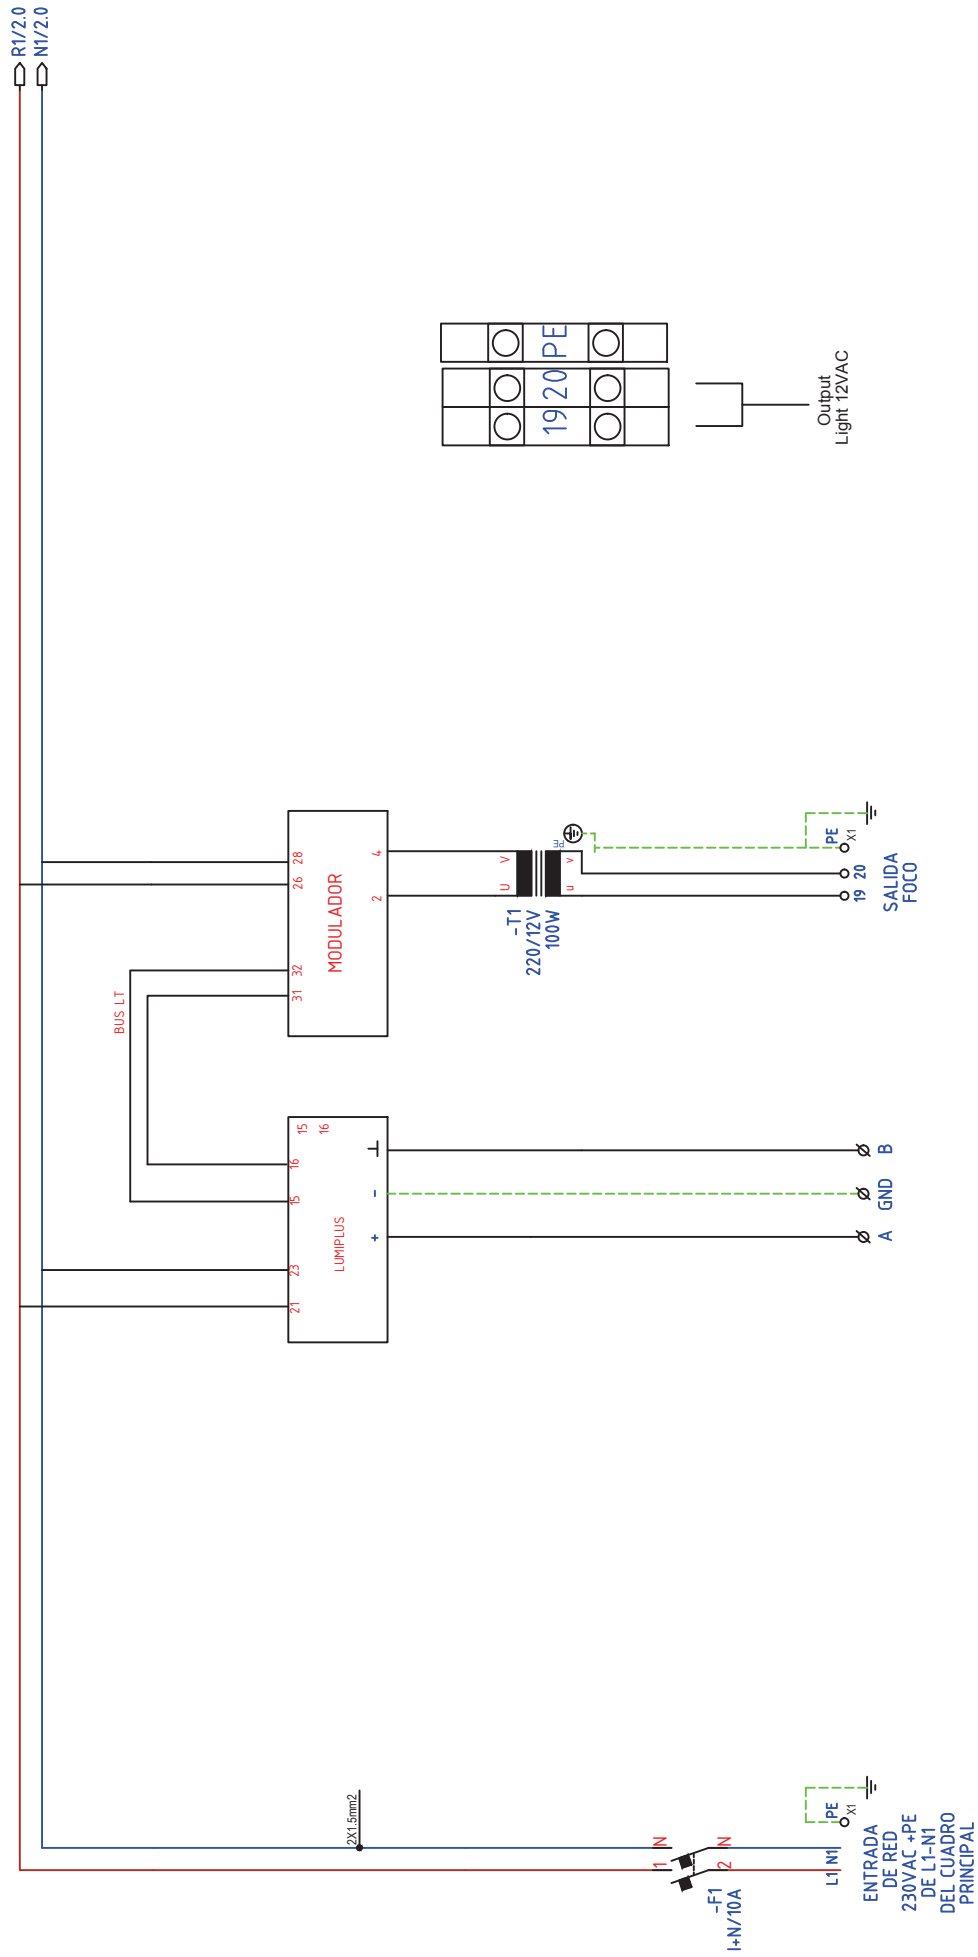 R1/2.0
N1/2.0
BUS LT
28
26
32
31
MODULADOR
4
2
V
U
PE
v
u
-T1
220/12V
100W
PE
X1
20
19
SALIDA
FOCO
19 20 PE
Output
Light 12VAC
15
16
16
15
23
21
LUMIPLUS
-
+
B
GND
A
2X1.5mm2
N
1
N
2
-F1
I+N/10A
PE
X1
L1 N1
ENTRADA
DE RED
230VAC +PE
DE L1-N1
DEL CUADRO
PRINCIPAL